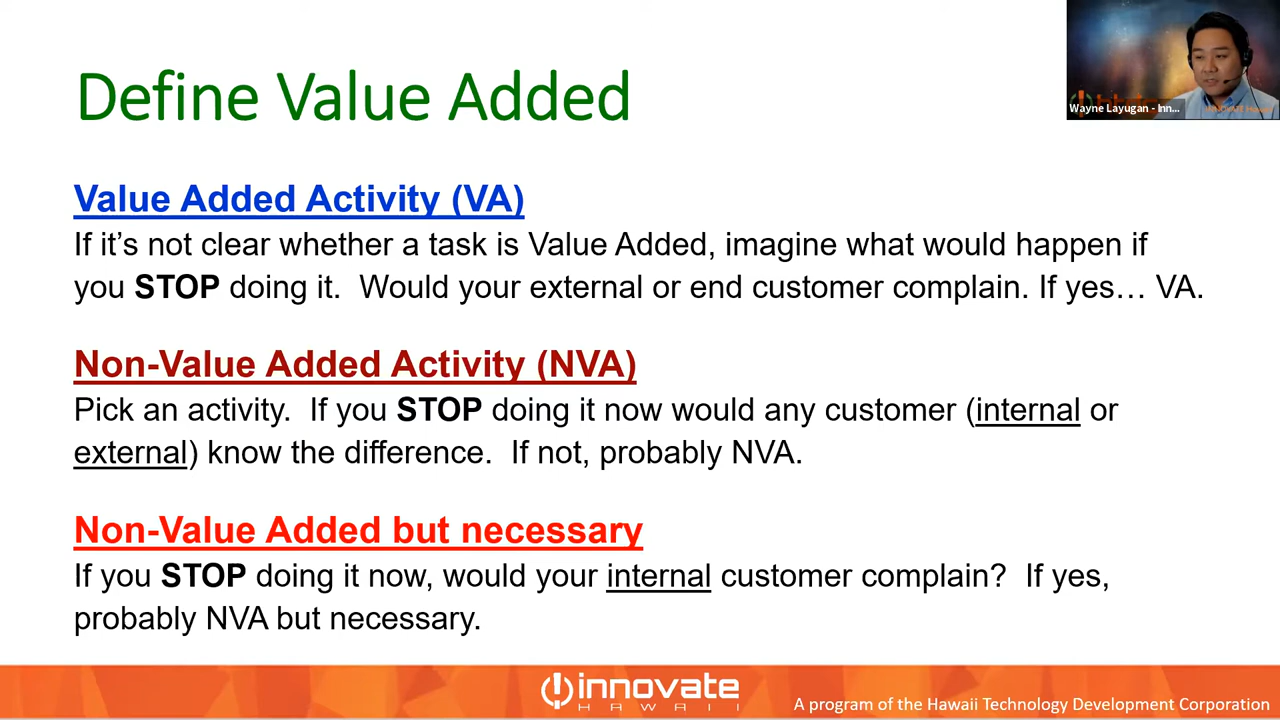 Define Value Added
Wayne Layugan - Inn...
Value Added Activity (VA)
If it’s not clear whether a task is Value Added, imagine what would happen if
you STOP doing it.  Would your external or end customer complain. If yes… VA.
Non-Value Added Activity (NVA)
Pick an activity.  If you STOP doing it now would any customer (internal or
external) know the difference.  If not, probably NVA.
Non-Value Added but necessary
If you STOP doing it now, would your internal customer complain?  If yes,
probably NVA but necessary.
innovate
HAWAII
A program of the Hawaii Technology Development Corporation